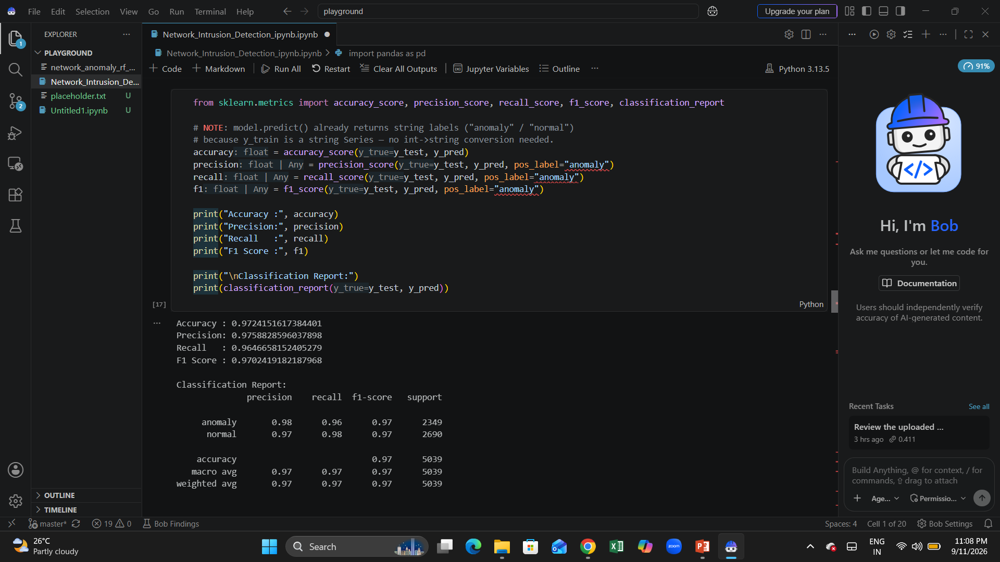 File Edit Selection View Go Run Terminal Help
playground
Upgrade your plan
EXPLORER
PLAYGROUND
network_anomaly_rf_...
Network_Intrusion_De...
placeholder.txt U
Untitled1.ipynb U
OUTLINE
TIMELINE
1
2
Network_Intrusion_Detection_ipynb.ipynb
Network_Intrusion_Detection_ipynb.ipynb > import pandas as pd
+ Code + Markdown Run All Restart Clear All Outputs Jupyter Variables Outline ...
Python 3.13.5
from sklearn.metrics import accuracy_score, precision_score, recall_score, f1_score, classification_report
# NOTE: model.predict() already returns string labels ("anomaly" / "normal")
# because y_train is a string Series — no int->string conversion needed.
accuracy: float = accuracy_score(y_true=y_test, y_pred)
precision: float | Any = precision_score(y_true=y_test, y_pred, pos_label="anomaly")
recall: float | Any = recall_score(y_true=y_test, y_pred, pos_label="anomaly")
f1: float | Any = f1_score(y_true=y_test, y_pred, pos_label="anomaly")
print("Accuracy :", accuracy)
print("Precision:", precision)
print("Recall   :", recall)
print("F1 Score :", f1)
print("\nClassification Report:")
print(classification_report(y_true=y_test, y_pred))
[17]
Python
Accuracy : 0.9724151617384401
Precision: 0.9758828596037898
Recall   : 0.9646658152405279
F1 Score : 0.9702419182187968
Classification Report:
precision recall f1-score support
anomaly 0.98 0.96 0.97 2349
normal 0.97 0.98 0.97 2690
accuracy 0.97 5039
macro avg 0.97 0.97 0.97 5039
weighted avg 0.97 0.97 0.97 5039
91%
</>
Hi, I'm Bob
Ask me questions or let me code for
you.
Documentation
Users should independently verify
accuracy of AI-generated content.
Recent Tasks See all
Review the uploaded ...
3 hrs ago 0.411
Build Anything, @ for context, / for
commands, ⇧ drag to attach
Age... Permissio...
master* 19 0 Bob Findings
Spaces: 4 Cell 1 of 20 Bob Settings
26°C
Partly cloudy
Search
zoom
ENG
IN
11:08 PM
9/11/2026